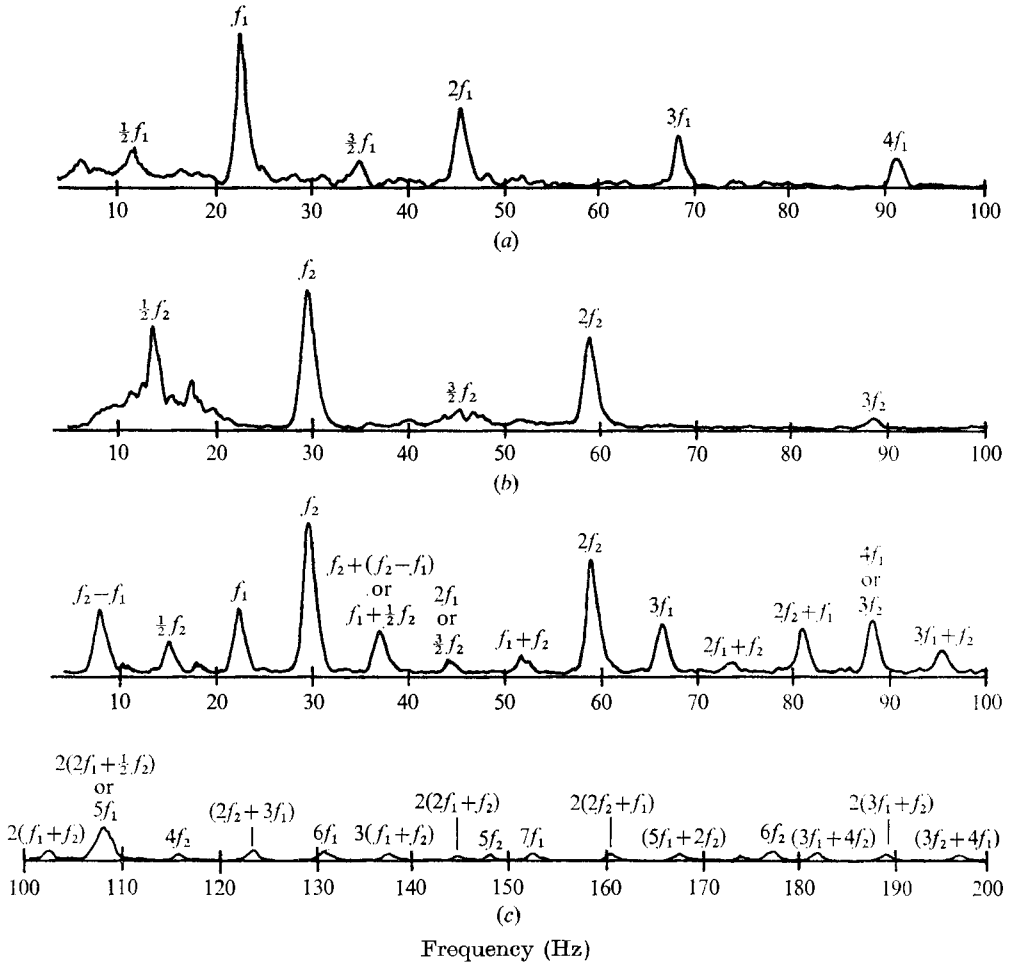 f₁
½f₁
3/2 f₁
2f₁
3f₁
4f₁
10 20 30 40 50 60 70 80 90 100
(a)
f₂
½f₂
3/2 f₂
2f₂
3f₂
10 20 30 40 50 60 70 80 90 100
(b)
f₂−f₁
½f₂
f₁
f₂
f₂+(f₂−f₁)
or
f₁+½f₂
2f₁
or
3/2 f₂
f₁+f₂
2f₂
3f₁
2f₁+f₂
2f₂+f₁
4f₁
or
3f₂
3f₁+f₂
10 20 30 40 50 60 70 80 90 100
2(f₁+f₂)
2(2f₁+½f₂)
or
5f₁
4f₂
(2f₂+3f₁)
6f₁
3(f₁+f₂)
2(2f₁+f₂)
5f₂
7f₁
2(2f₂+f₁)
(5f₁+2f₂)
6f₂
(3f₁+4f₂)
2(3f₁+f₂)
(3f₂+4f₁)
100 110 120 130 140 150 160 170 180 190 200
(c)
Frequency (Hz)